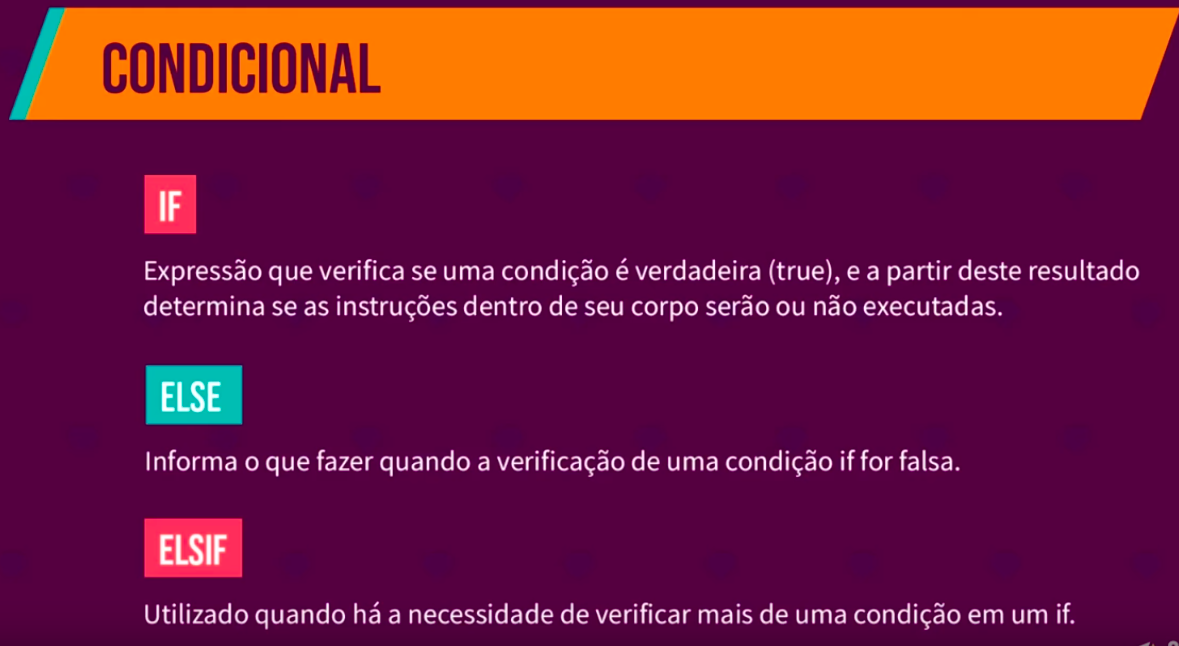 CONDICIONAL
IF
Expressão que verifica se uma condição é verdadeira (true), e a partir deste resultado
determina se as instruções dentro de seu corpo serão ou não executadas.
ELSE
Informa o que fazer quando a verificação de uma condição if for falsa.
ELSIF
Utilizado quando há a necessidade de verificar mais de uma condição em um if.